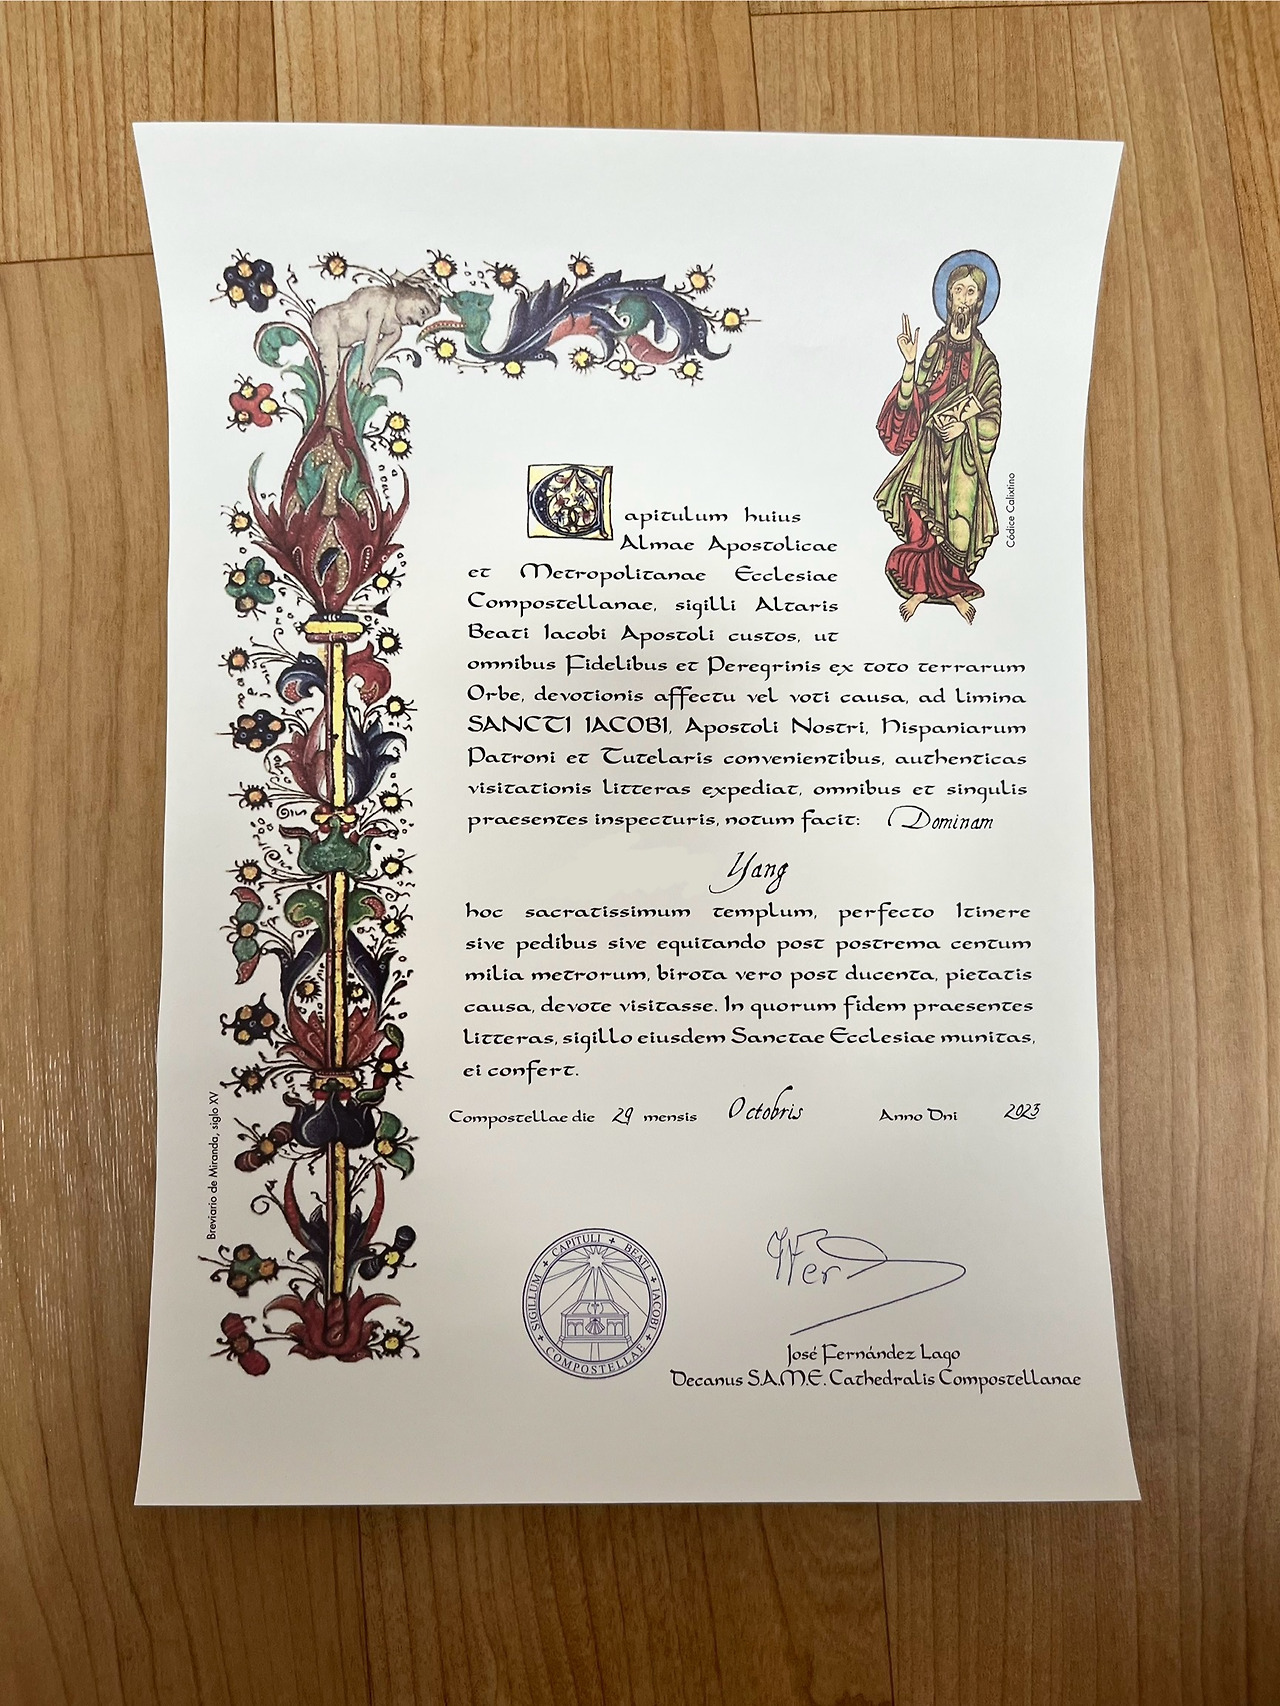 Capitulum huius
Almae Apostolicae
et Metropolitanae Ecclesiae
Compostellanae, sigilli Altaris
Beati Iacobi Apostoli custos, ut
omnibus Fidelibus et Peregrinis ex toto terrarum
Orbe, devotionis affectu vel voti causa, ad limina
SANCTI IACOBI, Apostoli Nostri, Hispaniarum
Patroni et Tutelaris convenientibus, authenticas
visitationis litteras expediat, omnibus et singulis
praesentes inspecturis, notum facit: Dominam
Yang
hoc sacratissimum templum, perfecto Itinere
sive pedibus sive equitando post postrema centum
milia metrorum, birota vero post ducenta, pietatis
causa, devote visitasse. In quorum fidem praesentes
litteras, sigillo eiusdem Sanctae Ecclesiae munitas,
ei confert.
Compostellae die 29 mensis Octobris Anno Dni 2023
SIGILLUM + CAPITULI + BEATI + IACOBI + COMPOSTELLAE +
José Fernández Lago
Decanus S.A.M.E. Cathedralis Compostellanae
Códice Calixtino
Breviario de Miranda, siglo XV